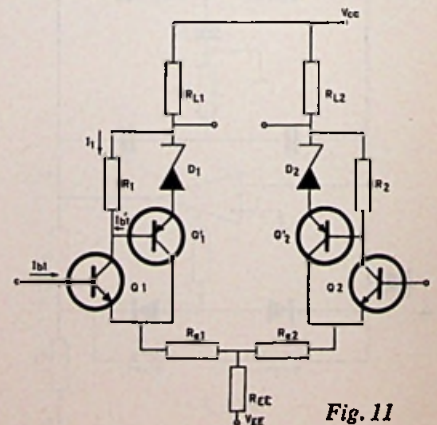 Vcc
RL1
RL2
I1
R1
D1
D2
R2
Ib1
Q'1
Q'2
Ib1
Q1
Q2
Re1
Re2
REE
VEE
Fig. 11